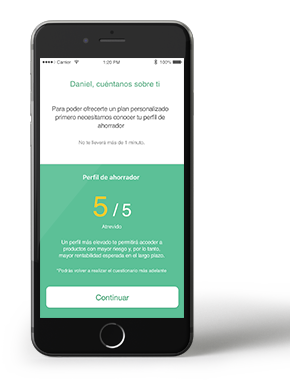 Carrier 1:20 PM 100%
Daniel, cuéntanos sobre ti
Para poder ofrecerte un plan personalizado
primero necesitamos conocer tu perfil de
ahorrador
No te llevará más de 1 minuto.
Perfil de ahorrador
5 / 5
Atrevido
Un perfil más elevado te permitirá acceder a
productos con mayor riesgo y, por lo tanto,
mayor rentabilidad esperada en el largo plazo.
*Podrás volver a realizar el cuestionario más adelante
Continuar